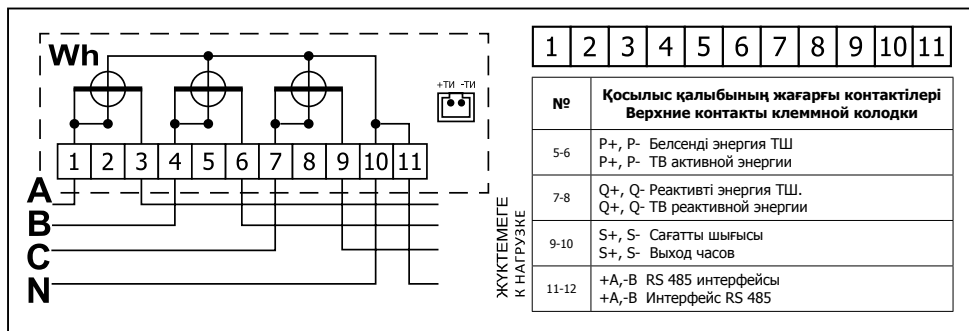 Wh
+ТИ -ТИ
1 2 3 4 5 6 7 8 9 10 11
A
B
C
N
ЖҮКТЕМЕГЕ
К НАГРУЗКЕ
1 2 3 4 5 6 7 8 9 10 11
№
Қосылыс қалыбының жағарғы контактілері
Верхние контакты клеммной колодки
5-6
P+, P- Белсенді энергия ТШ
P+, P- ТВ активной энергии
7-8
Q+, Q- Реактивті энергия ТШ.
Q+, Q- ТВ реактивной энергии
9-10
S+, S- Сағатты шығысы
S+, S- Выход часов
11-12
+A,-B RS 485 интерфейсы
+A,-B Интерфейс RS 485